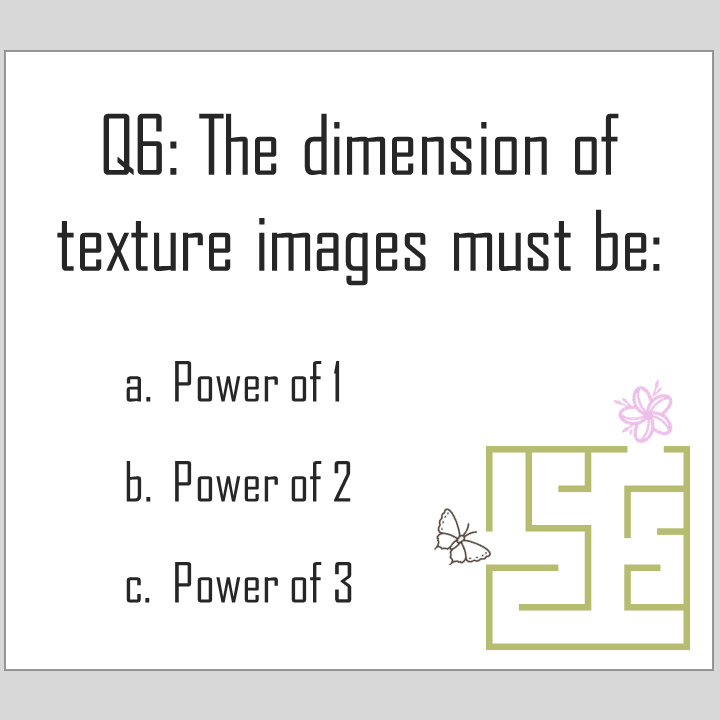 Q6: The dimension of
texture images must be:
a. Power of 1
b. Power of 2
c. Power of 3